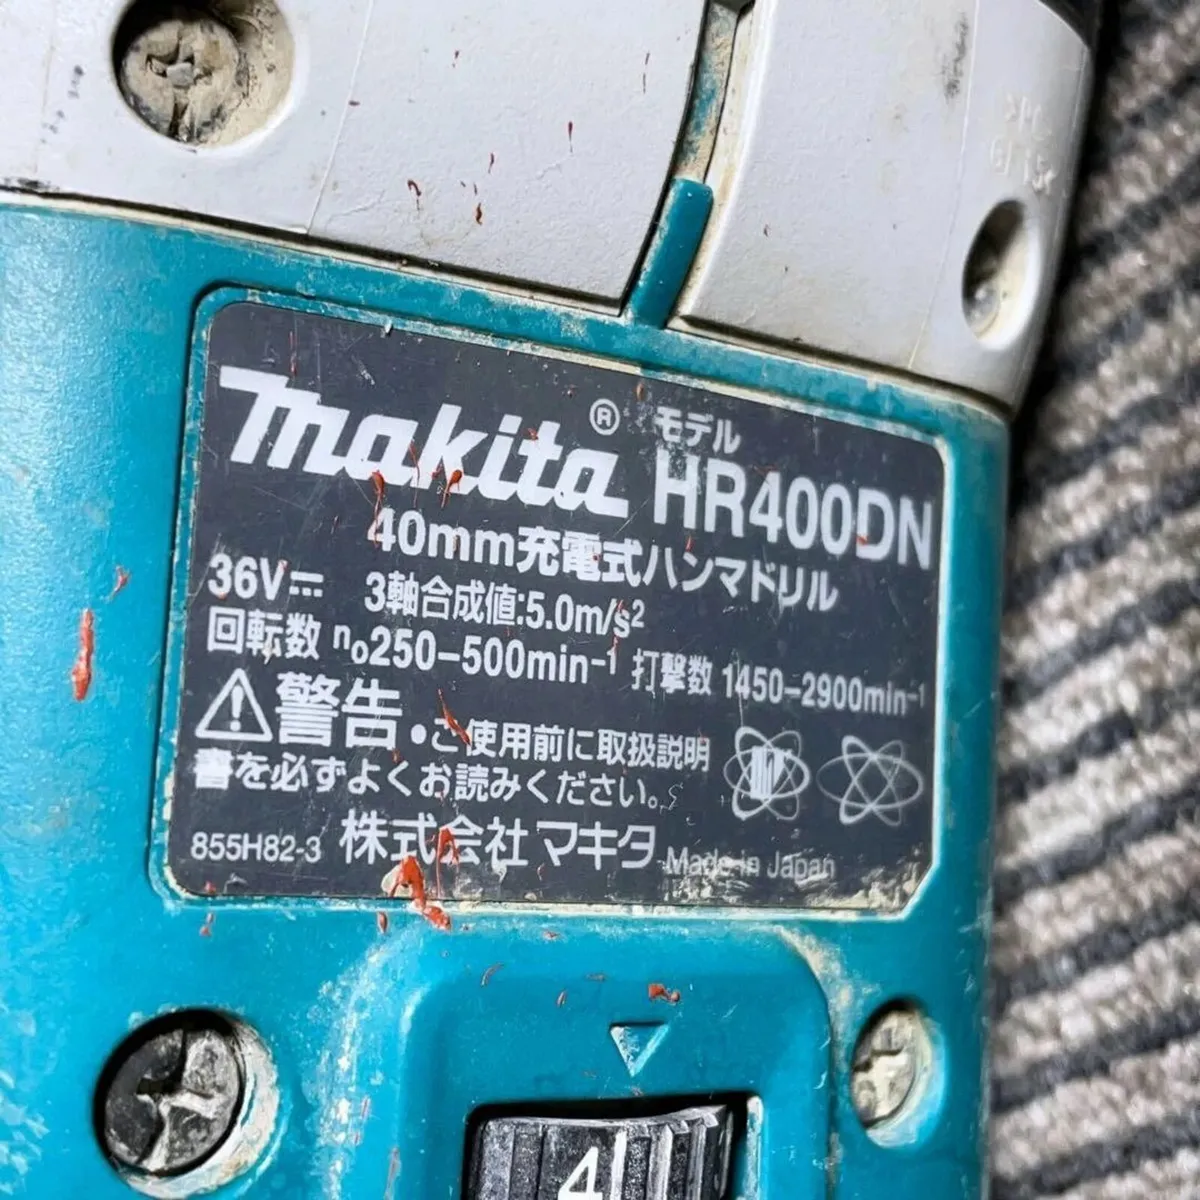 makita® モデル
HR400DN
40mm充電式ハンマドリル
36V⎓ 3軸合成値:5.0m/s²
回転数 n₀250-500min⁻¹ 打撃数 1450-2900min⁻¹
警告 ・ご使用前に取扱説明
書を必ずよくお読みください。
855H82-3 株式会社マキタ Made in Japan
4